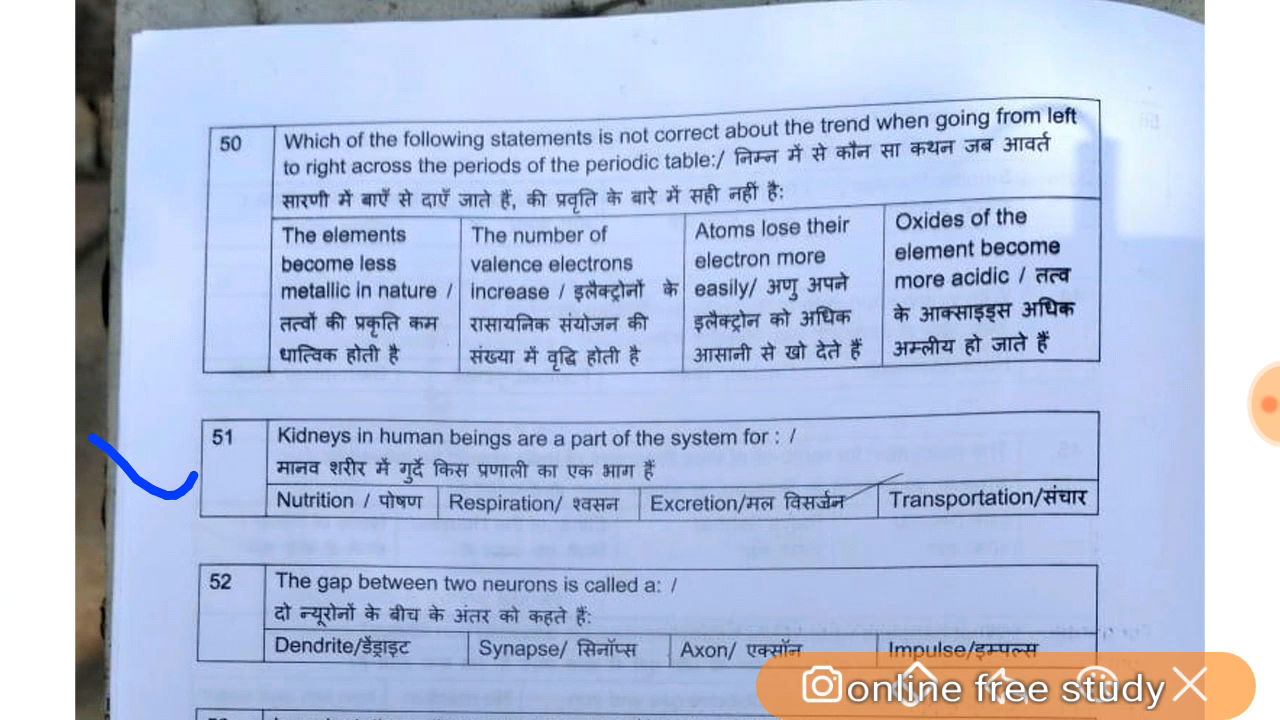 50
Which of the following statements is not correct about the trend when going from left
to right across the periods of the periodic table:/ निम्न में से कौन सा कथन जब आवर्त
सारणी में बाएँ से दाएँ जाते हैं, की प्रवृति के बारे में सही नहीं है:
The elements
become less
metallic in nature /
तत्वों की प्रकृति कम
धात्विक होती है
The number of
valence electrons
increase / इलैक्ट्रोनों के
रासायनिक संयोजन की
संख्या में वृद्धि होती है
Atoms lose their
electron more
easily/ अणु अपने
इलैक्ट्रोन को अधिक
आसानी से खो देते हैं
Oxides of the
element become
more acidic / तत्व
के आक्साइड्स अधिक
अम्लीय हो जाते हैं
51
Kidneys in human beings are a part of the system for : /
मानव शरीर में गुर्दे किस प्रणाली का एक भाग हैं
Nutrition / पोषण
Respiration/ श्वसन
Excretion/मल विसर्जन
Transportation/संचार
52
The gap between two neurons is called a: /
दो न्यूरोनों के बीच के अंतर को कहते हैं:
Dendrite/डेंड्राइट
Synapse/ सिनॉप्स
Axon/ एक्सॉन
Impulse/इम्पल्स
online free study